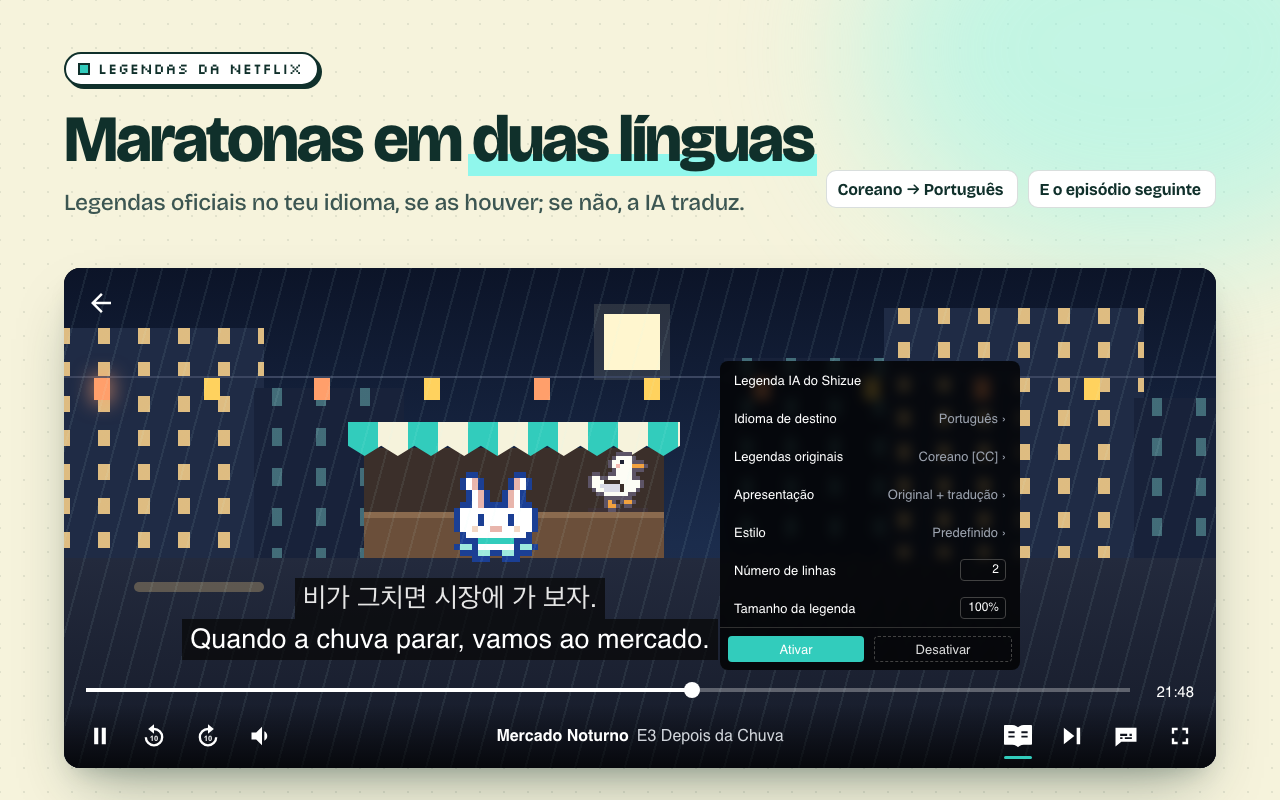 LEGENDAS DA NETFLIX
Maratonas em duas línguas
Legendas oficiais no teu idioma, se as houver; se não, a IA traduz.
Coreano → Português
E o episódio seguinte
Legenda IA do Shizue
Idioma de destino Português ›
Legendas originais Coreano [CC] ›
Apresentação Original + tradução ›
Estilo Predefinido ›
Número de linhas 2
Tamanho da legenda 100%
Ativar Desativar
비가 그치면 시장에 가 보자.
Quando a chuva parar, vamos ao mercado.
21:48
10
10
Mercado Noturno E3 Depois da Chuva